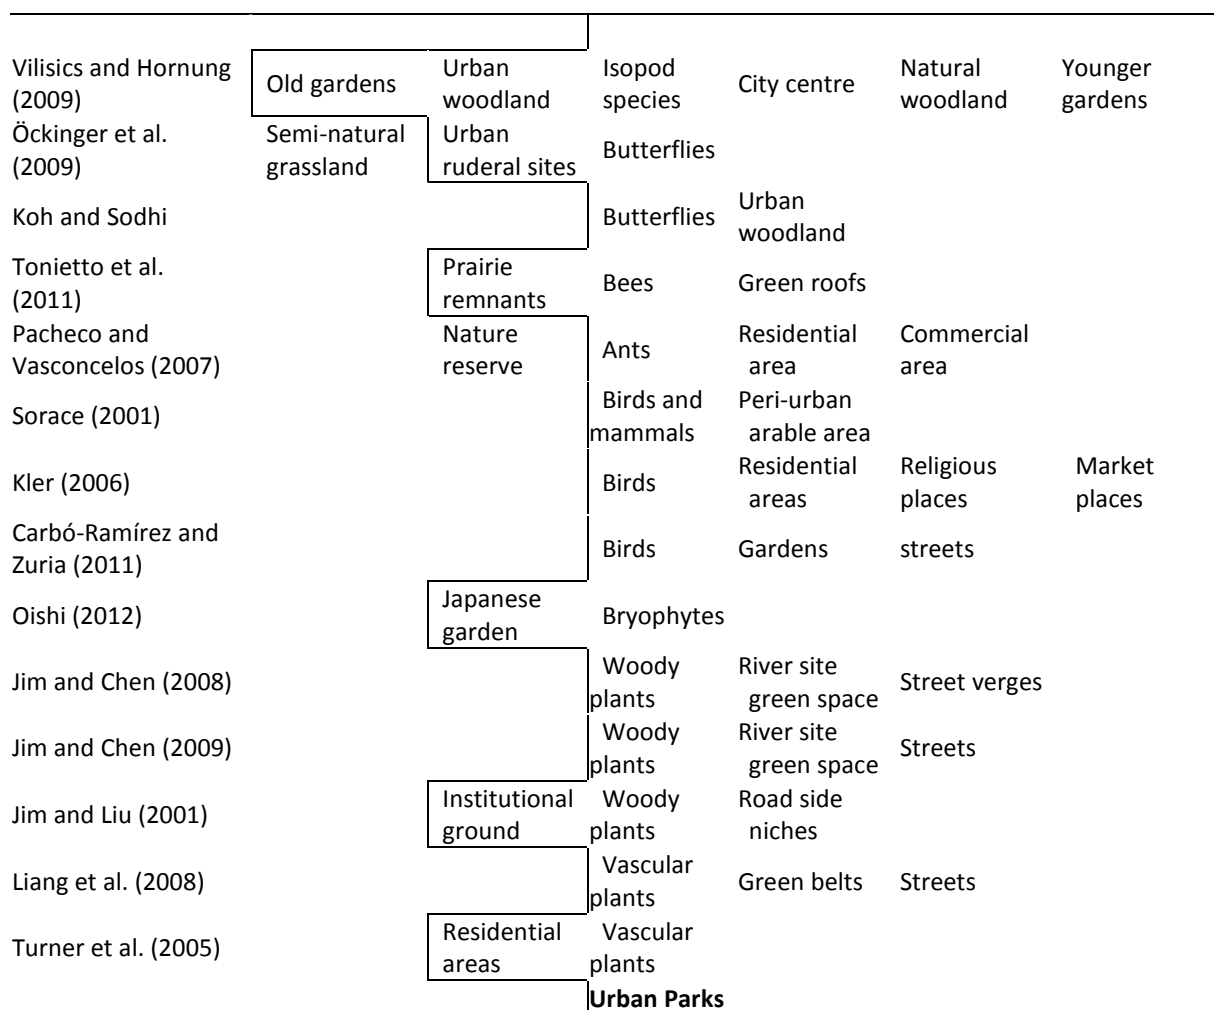 Vilisics and Hornung (2009) Old gardens Urban woodland Isopod species City centre Natural woodland Younger gardens
Öckinger et al. (2009) Semi-natural grassland Urban ruderal sites Butterflies
Koh and Sodhi Butterflies Urban woodland
Tonietto et al. (2011) Prairie remnants Bees Green roofs
Pacheco and Vasconcelos (2007) Nature reserve Ants Residential area Commercial area
Sorace (2001) Birds and mammals Peri-urban arable area
Kler (2006) Birds Residential areas Religious places Market places
Carbó-Ramírez and Zuria (2011) Birds Gardens streets
Oishi (2012) Japanese garden Bryophytes
Jim and Chen (2008) Woody plants River site green space Street verges
Jim and Chen (2009) Woody plants River site green space Streets
Jim and Liu (2001) Institutional ground Woody plants Road side niches
Liang et al. (2008) Vascular plants Green belts Streets
Turner et al. (2005) Residential areas Vascular plants
Urban Parks